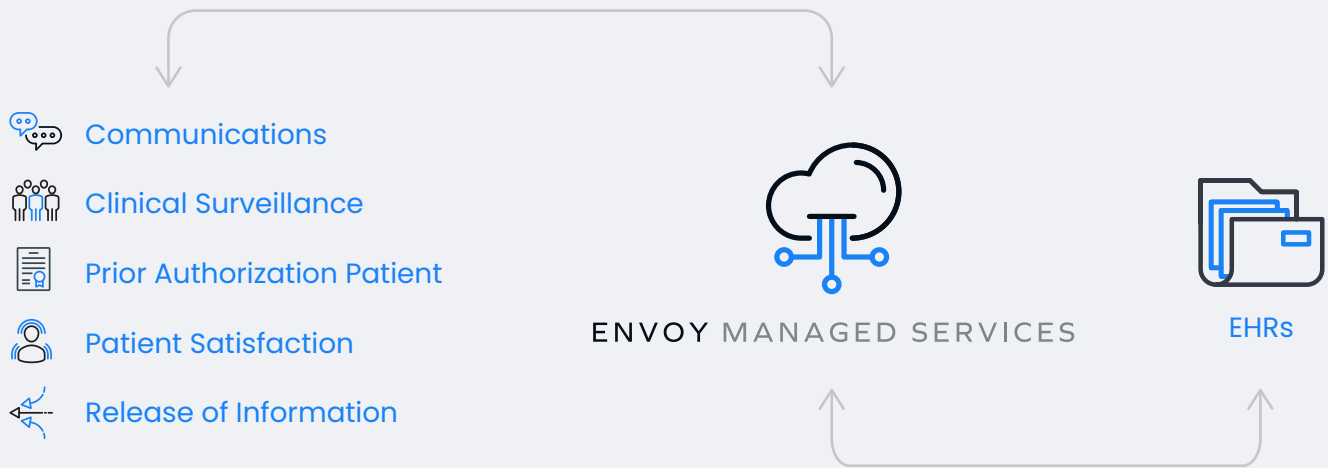 Communications
Clinical Surveillance
Prior Authorization Patient
Patient Satisfaction
Release of Information
ENVOY MANAGED SERVICES
EHRs